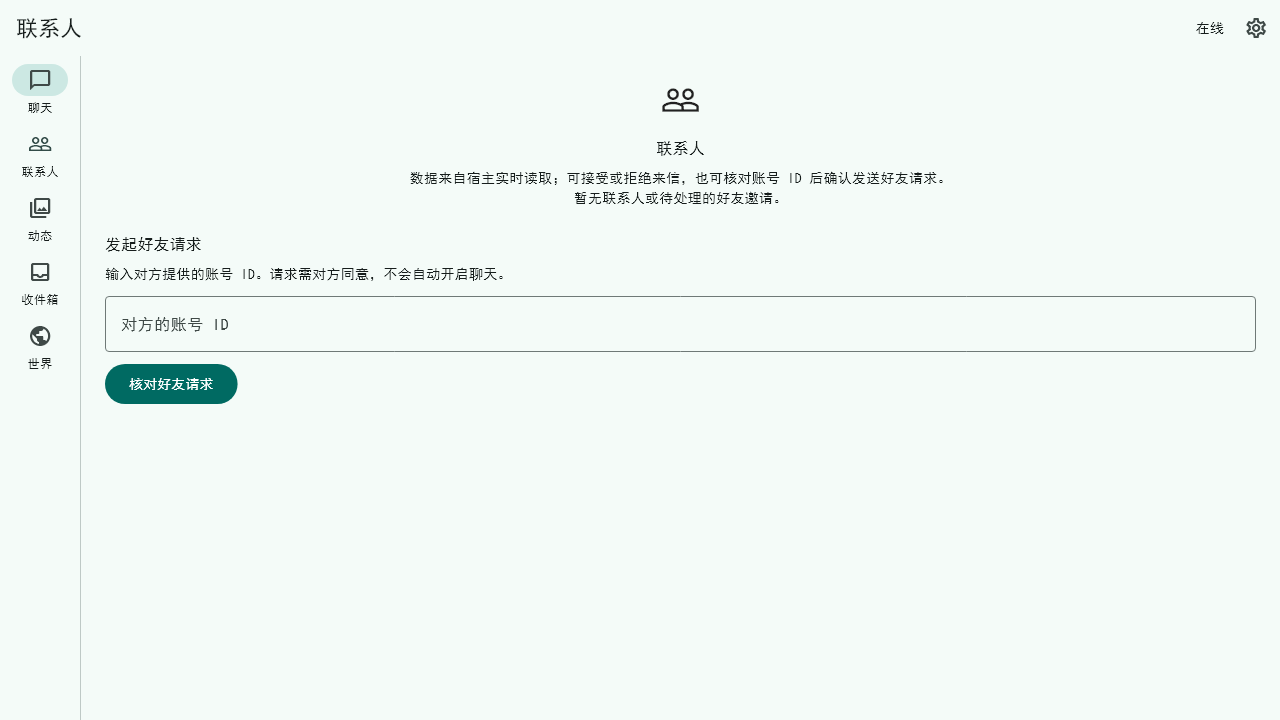 联系人
在线
聊天
联系人
动态
收件箱
世界
联系人
数据来自宿主实时读取；可接受或拒绝来信，也可核对账号 ID 后确认发送好友请求。
暂无联系人或待处理的好友邀请。
发起好友请求
输入对方提供的账号 ID。请求需对方同意，不会自动开启聊天。
对方的账号 ID
核对好友请求